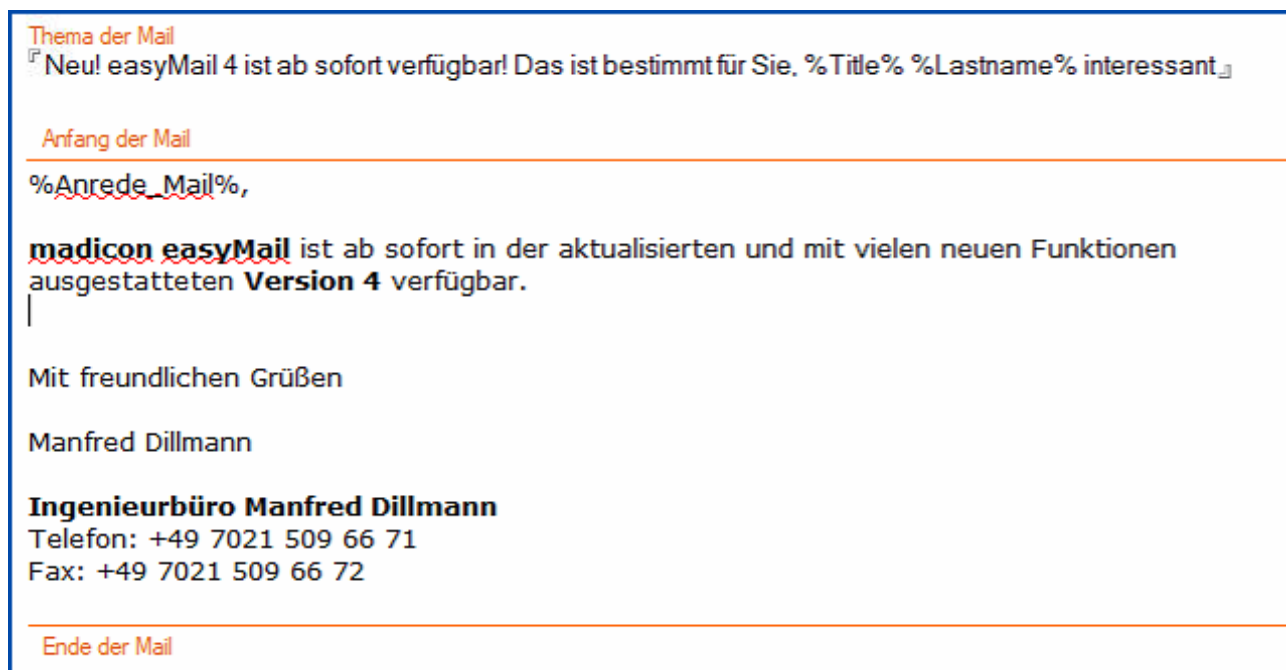 Thema der Mail
Neu! easyMail 4 ist ab sofort verfügbar! Das ist bestimmt für Sie, %Title% %Lastname% interessant
Anfang der Mail
%Anrede_Mail%,
madicon easyMail ist ab sofort in der aktualisierten und mit vielen neuen Funktionen
ausgestatteten Version 4 verfügbar.
Mit freundlichen Grüßen
Manfred Dillmann
Ingenieurbüro Manfred Dillmann
Telefon: +49 7021 509 66 71
Fax: +49 7021 509 66 72
Ende der Mail